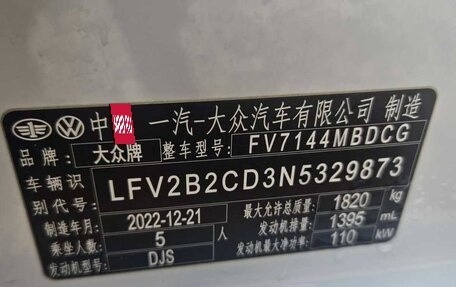 中 一汽-大众汽车有限公司 制造
品牌: 大众牌 整车型号: FV7144MBDCG
车辆识别代号: LFV2B2CD3N5329873
制造年月: 2022-12-21 最大允许总质量: 1820 kg
乘坐人数: 5 人 发动机排量: 1395 mL
发动机型号: DJS 发动机最大净功率: 110 kW